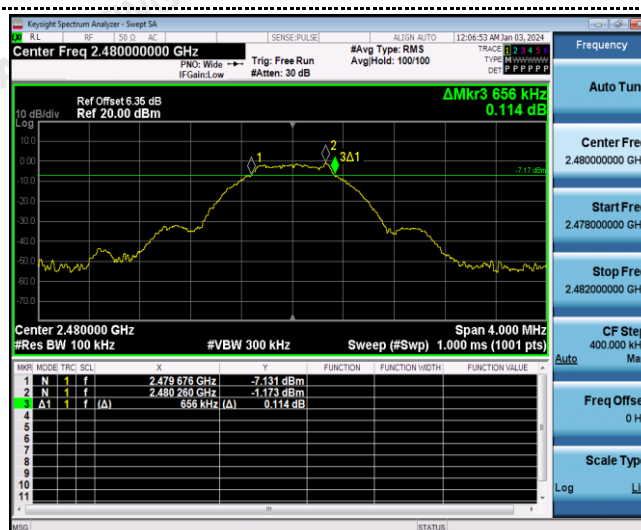 Keysight Spectrum Analyzer - Swept SA
RL RF 50 Ω AC SENSE:PULSE ALIGN AUTO 12:06:53 AM Jan 03, 2024
Center Freq 2.480000000 GHz
PNO: Wide
IFGain:Low
Trig: Free Run
#Atten: 30 dB
#Avg Type: RMS
Avg|Hold: 100/100
TRACE 1 2 3 4 5 6
TYPE M W W W W W
DET P P P P P P
Frequency
Ref Offset 6.35 dB
10 dB/div Ref 20.00 dBm
Log
ΔMkr3 656 kHz
0.114 dB
10.0
0.00
-10.0
-20.0
-30.0
-40.0
-50.0
-60.0
-70.0
1
2
3Δ1
-7.17 dBm
Center 2.480000 GHz Span 4.000 MHz
#Res BW 100 kHz #VBW 300 kHz Sweep (#Swp) 1.000 ms (1001 pts)
MKR MODE TRC SCL X Y FUNCTION FUNCTION WIDTH FUNCTION VALUE
1 N 1 f 2.479 676 GHz -7.131 dBm
2 N 1 f 2.480 260 GHz -1.173 dBm
3 Δ1 1 f (Δ) 656 kHz (Δ) 0.114 dB
4
5
6
7
8
9
10
11
MSG STATUS
Auto Tun
Center Fre
2.480000000 GH
Start Fre
2.478000000 GH
Stop Fre
2.482000000 GH
CF Step
400.000 kH
Auto Ma
Freq Offse
0 H
Scale Type
Log Li